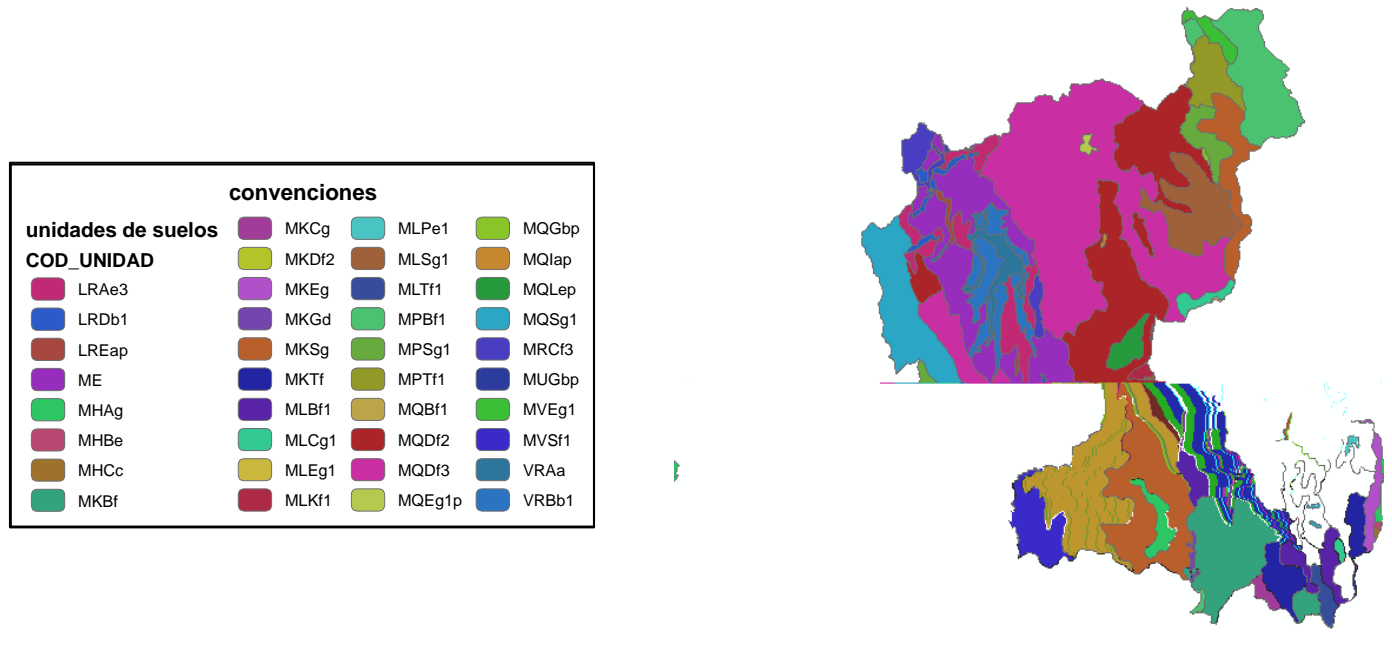 convenciones
unidades de suelos
COD_UNIDAD
LRAe3
LRDb1
LREap
ME
MHAg
MHBe
MHCc
MKBf
MKCg
MKDf2
MKEg
MKGd
MKSg
MKTf
MLBf1
MLCg1
MLEg1
MLKf1
MLPe1
MLSg1
MLTf1
MPBf1
MPSg1
MPTf1
MQBf1
MQDf2
MQDf3
MQEg1p
MQGbp
MQIap
MQLep
MQSg1
MRCf3
MUGbp
MVEg1
MVSf1
VRAa
VRBb1